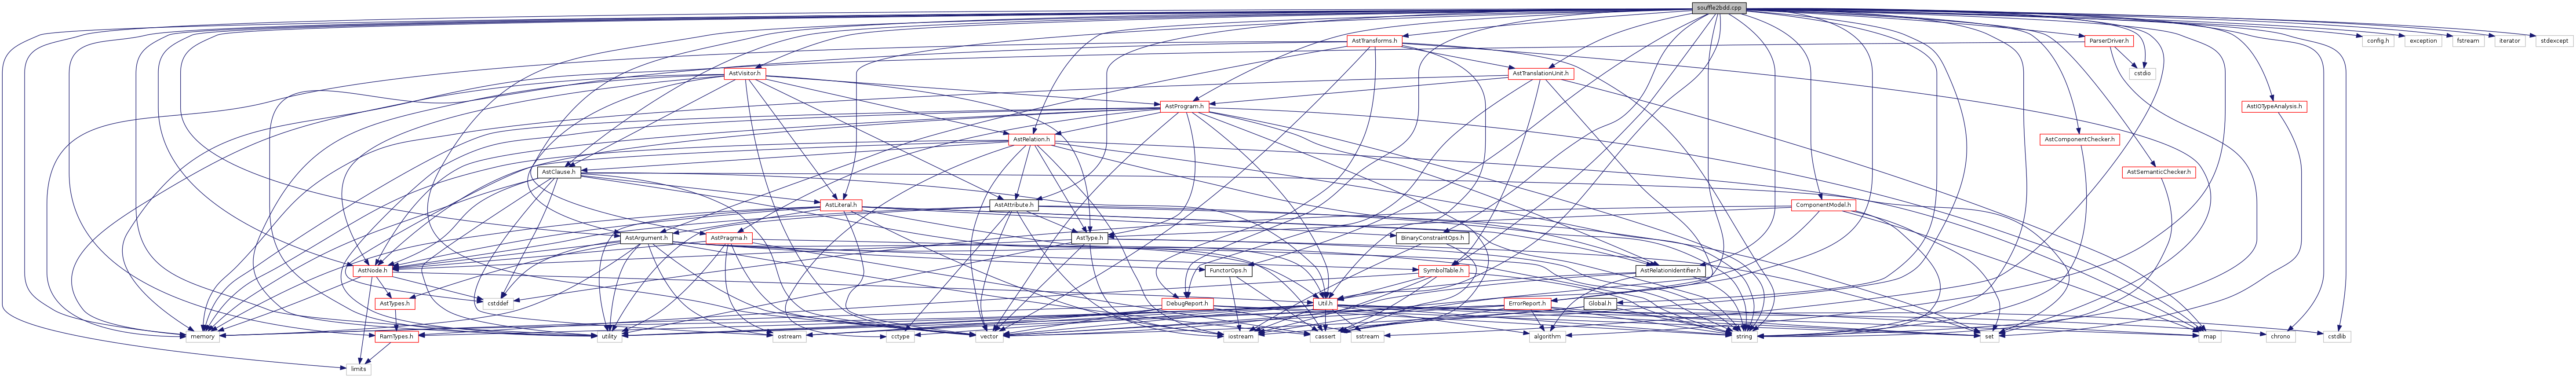 souffle2bdd.cpp
AstTransforms.h
ParserDriver.h
config.h
exception
fstream
iterator
stdexcept
AstVisitor.h
AstTranslationUnit.h
cstdio
AstProgram.h
AstIOTypeAnalysis.h
AstRelation.h
AstComponentChecker.h
AstClause.h
AstSemanticChecker.h
AstLiteral.h
AstAttribute.h
ComponentModel.h
AstArgument.h
AstPragma.h
AstType.h
BinaryConstraintOps.h
AstNode.h
FunctorOps.h
SymbolTable.h
AstRelationIdentifier.h
AstTypes.h
cstddef
DebugReport.h
Util.h
ErrorReport.h
Global.h
memory
RamTypes.h
utility
ostream
cctype
vector
iostream
cassert
sstream
algorithm
string
set
map
chrono
cstdlib
limits